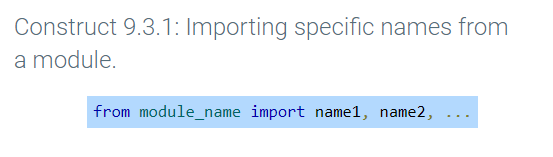 Construct 9.3.1: Importing specific names from
a module.
from module_name import name1, name2, ...